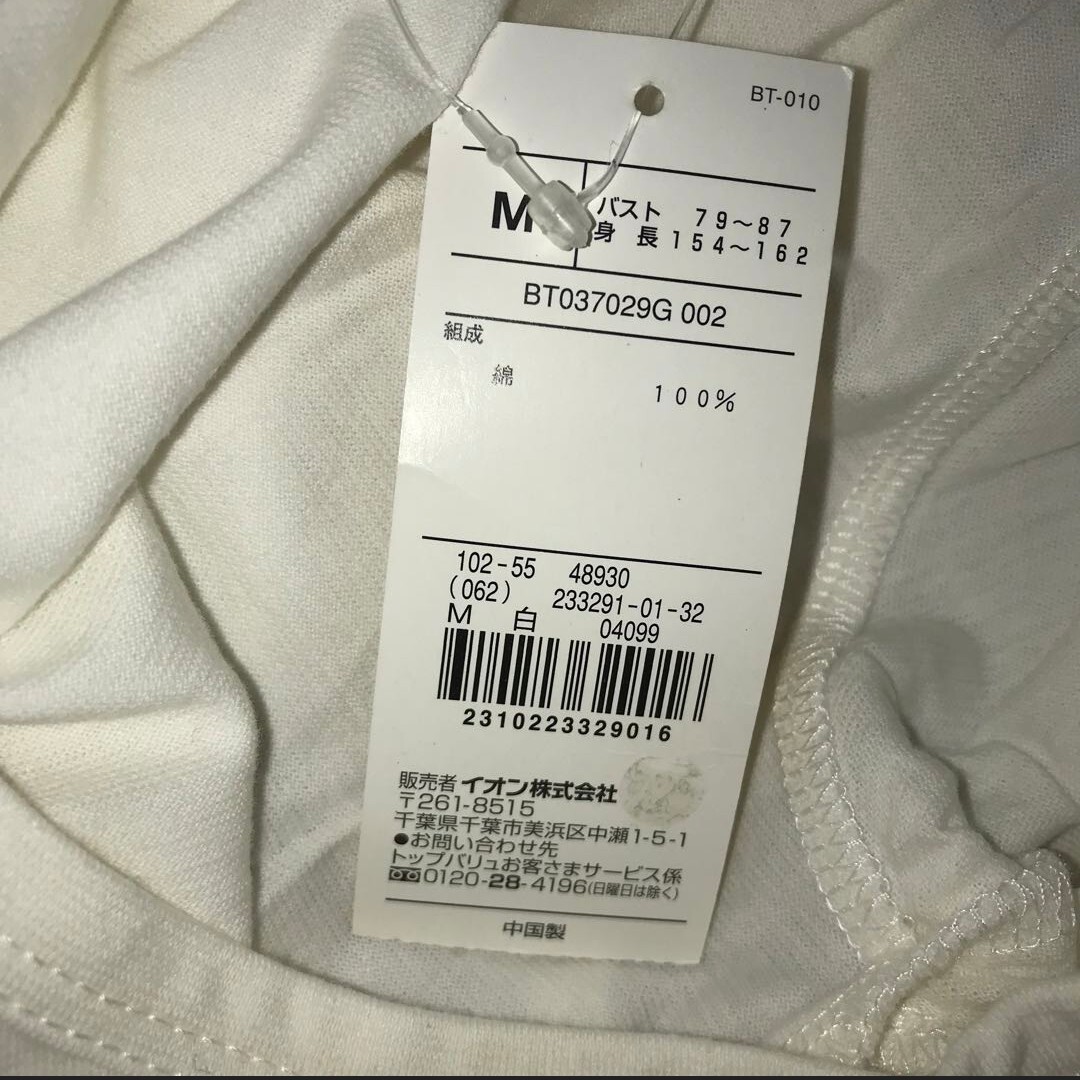 BT-010
M
バスト 79～87
身 長 154～162
BT037029G 002
組成
綿 100%
102-55 48930
(062) 233291-01-32
M 白 04099
2310223329016
販売者 イオン株式会社
〒261-8515
千葉県千葉市美浜区中瀬1-5-1
●お問い合わせ先
トップバリュお客さまサービス係
0120-28-4196(日曜日は除く)
中国製